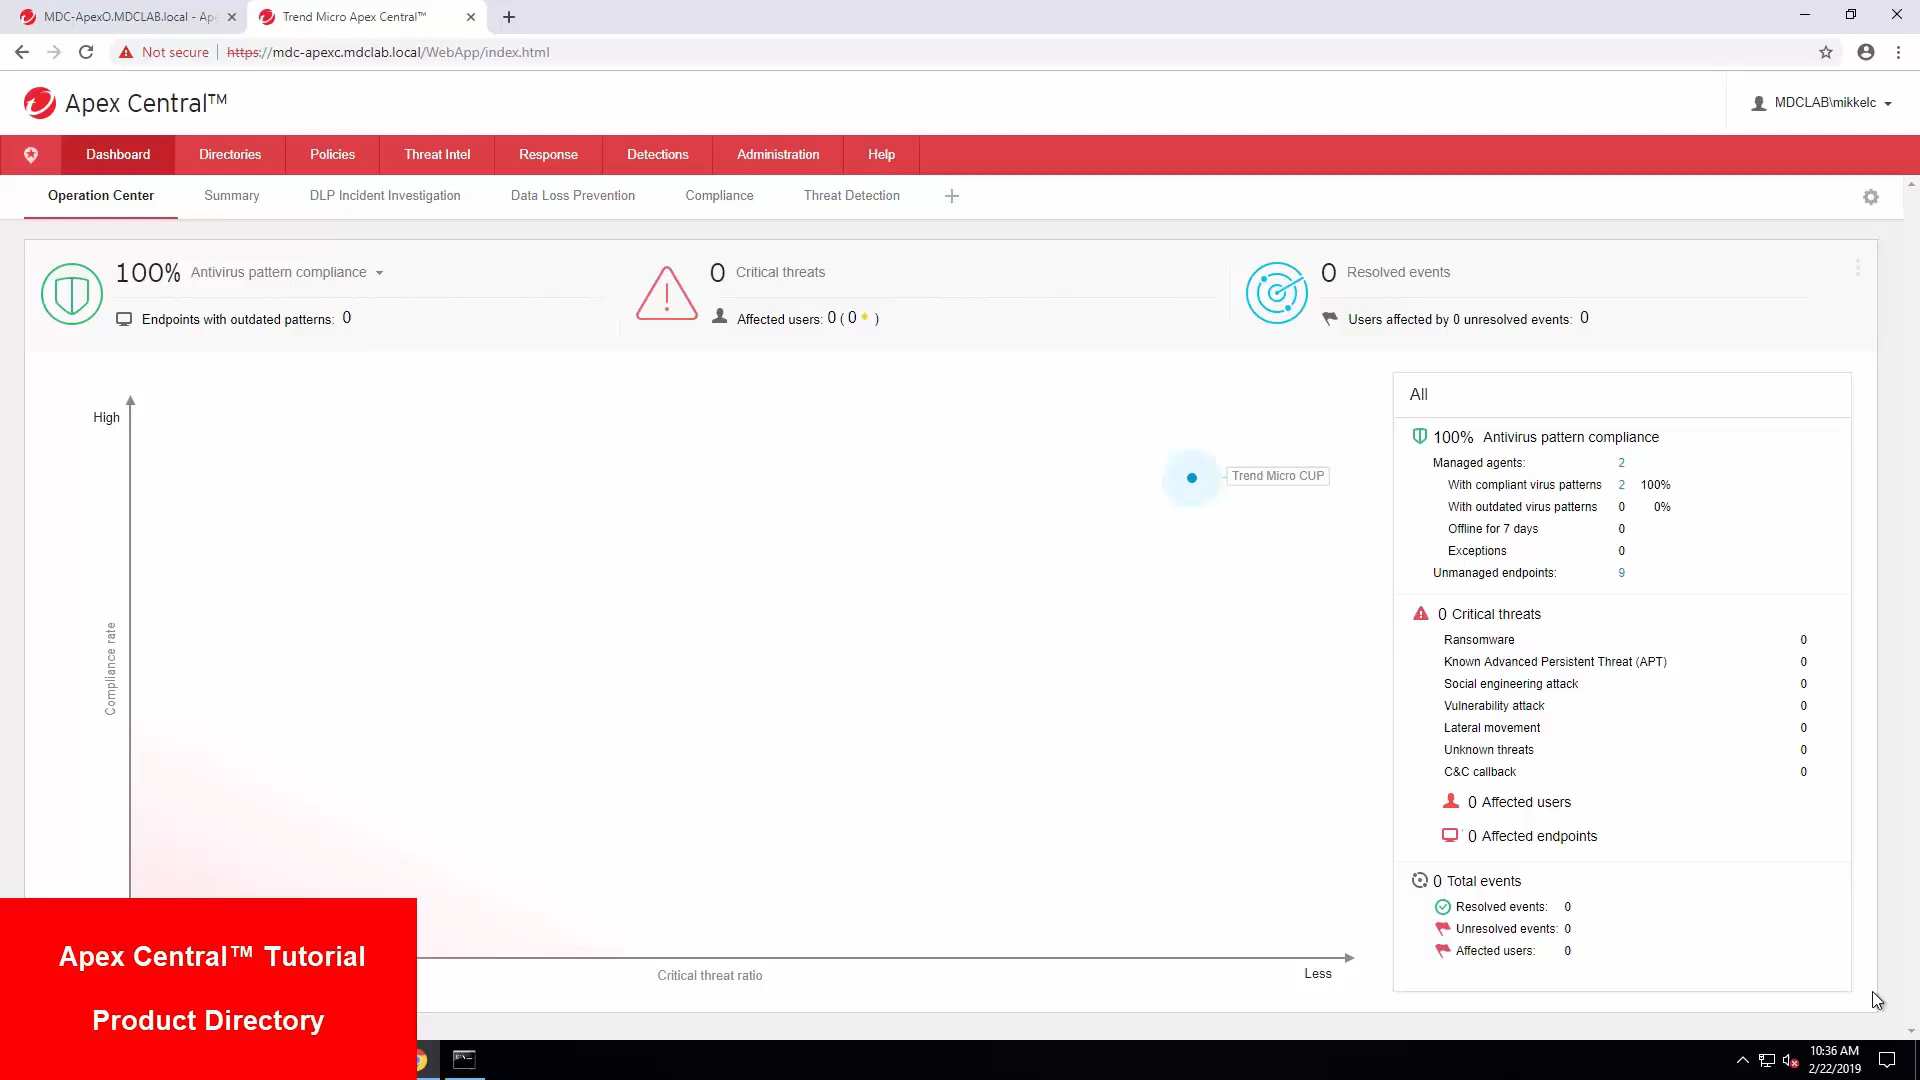 MDC-ApexO.MDCLAB.local - Ap
Trend Micro Apex Central™
Not secure
https://mdc-apexc.mdclab.local/WebApp/index.html
Apex Central™
MDCLAB\mikkelc
Dashboard
Directories
Policies
Threat Intel
Response
Detections
Administration
Help
Operation Center
Summary
DLP Incident Investigation
Data Loss Prevention
Compliance
Threat Detection
100% Antivirus pattern compliance
Endpoints with outdated patterns: 0
0 Critical threats
Affected users: 0 ( 0 )
0 Resolved events
Users affected by 0 unresolved events: 0
High
Compliance rate
Trend Micro CUP
Critical threat ratio
Less
All
100% Antivirus pattern compliance
Managed agents: 2
With compliant virus patterns 2 100%
With outdated virus patterns 0 0%
Offline for 7 days 0
Exceptions 0
Unmanaged endpoints: 9
0 Critical threats
Ransomware 0
Known Advanced Persistent Threat (APT) 0
Social engineering attack 0
Vulnerability attack 0
Lateral movement 0
Unknown threats 0
C&C callback 0
0 Affected users
0 Affected endpoints
0 Total events
Resolved events: 0
Unresolved events: 0
Affected users: 0
Apex Central™ Tutorial
Product Directory
10:36 AM
2/22/2019